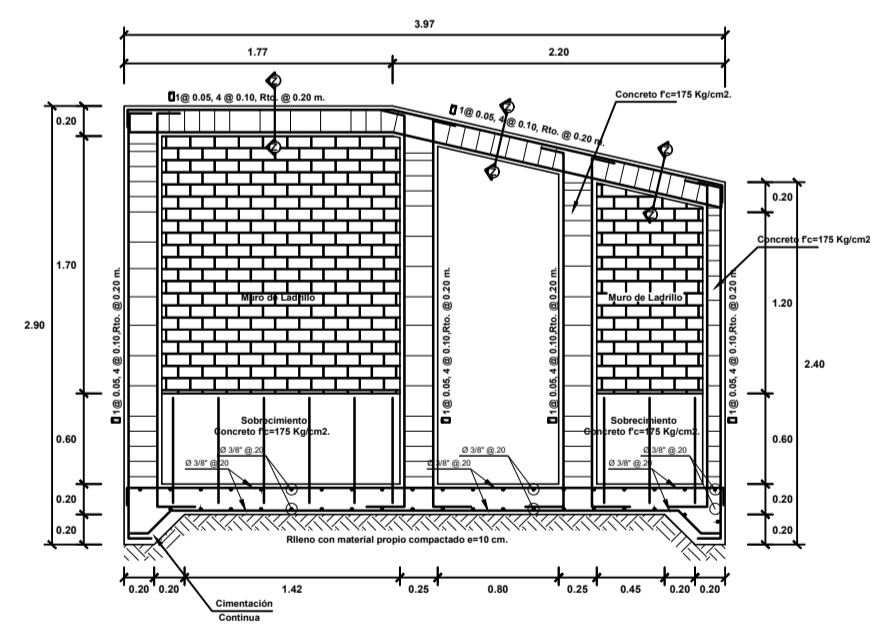 3.97
1.77
2.20
1@ 0.05, 4 @ 0.10, Rto. @ 0.20 m.
2
2
1@ 0.05, 4 @ 0.10, Rto. @ 0.20 m.
2
2
2
2
Concreto f'c=175 Kg/cm2.
0.20
1.70
2.90
0.60
0.20
0.20
1@ 0.05, 4 @ 0.10,Rto. @ 0.20 m.
Muro de Ladrillo
1@ 0.05, 4 @ 0.10,Rto. @ 0.20 m.
1@ 0.05, 4 @ 0.10,Rto. @ 0.20 m.
Muro de Ladrillo
1@ 0.05, 4 @ 0.10,Rto. @ 0.20 m.
Concreto f'c=175 Kg/cm2
0.20
1.20
2.40
0.60
0.20
0.20
Sobrecimiento
Concreto f'c=175 Kg/cm2.
Ø 3/8" @.20
Ø 3/8" @.20
Ø 3/8" @.20
Ø 3/8" @.20
Sobrecimiento
Concreto f'c=175 Kg/cm2.
Ø 3/8" @.20
Ø 3/8" @.20
Rlleno con material propio compactado e=10 cm.
0.20
0.20
1.42
0.25
0.80
0.25
0.45
0.20
0.20
Cimentación
Continua